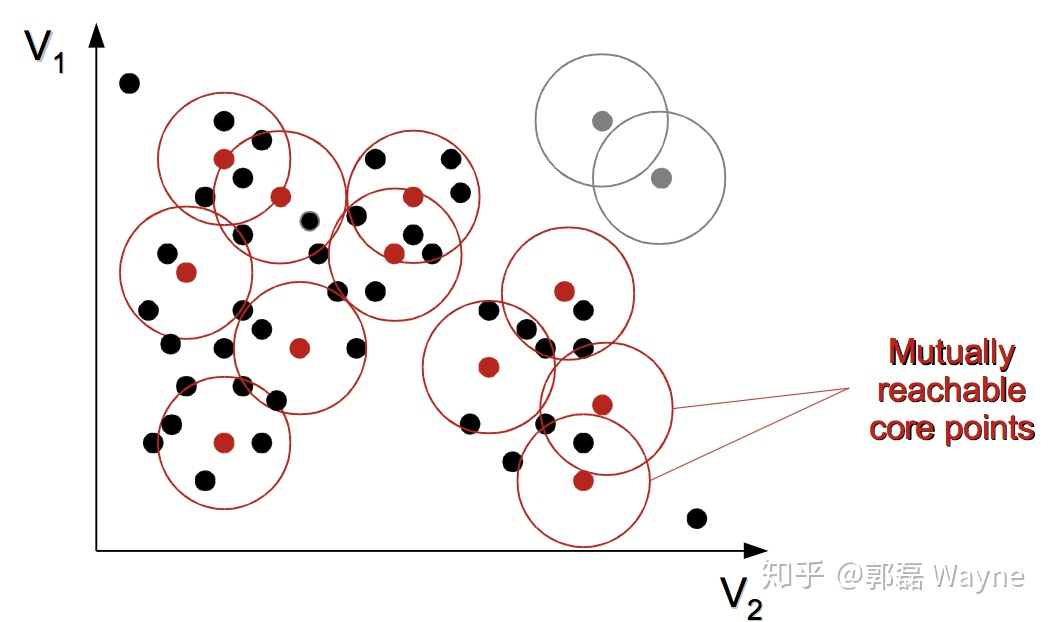 V1
Mutually
reachable
core points
V2
知乎 @郭磊 Wayne